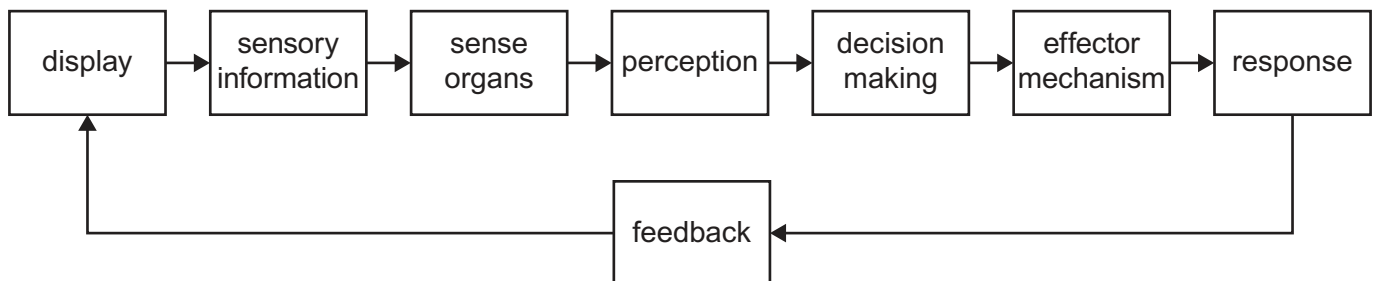 display
sensory
information
sense
organs
perception
decision
making
effector
mechanism
response
feedback